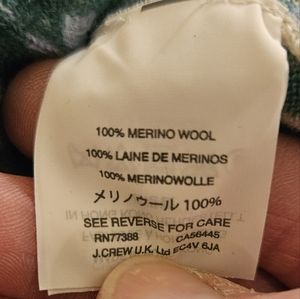 100% MERINO WOOL
100% LAINE DE MERINOS
100% MERINOWOLLE
メリノウール 100%
SEE REVERSE FOR CARE
RN77388 CA56445
J.CREW U.K. Ltd EC4V 6JA